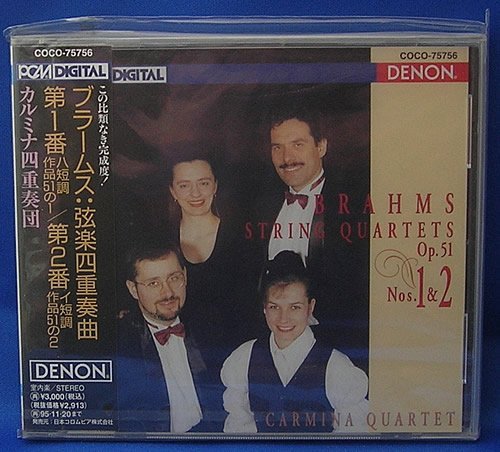 COCO-75756
PCM DIGITAL
この比類なき完成度!
ブラームス:弦楽四重奏曲
第1番 ハ短調 作品51の1/第2番 イ短調 作品51の2
カルミナ四重奏団
DENON
室内楽/STEREO
¥3,000(税込)
(税抜価格¥2,913)
95・11・20まで
発売元:日本コロムビア株式会社
DIGITAL
COCO-75756
DENON
BRAHMS
STRING QUARTETS
Op.51
Nos.1&2
CARMINA QUARTET